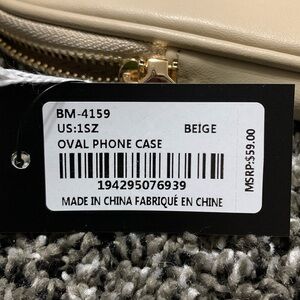 BM-4159
US:1SZ BEIGE
OVAL PHONE CASE
194295076939
MADE IN CHINA FABRIQUÉ EN CHINE
MSRP:$59.00